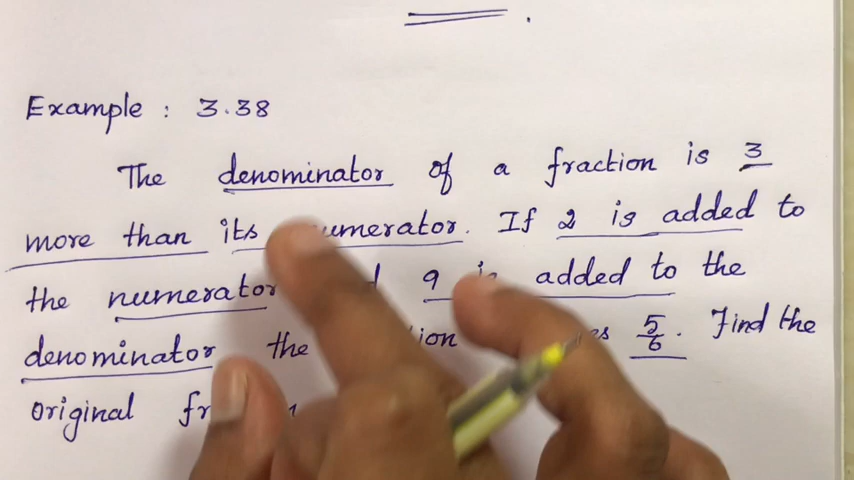 Example : 3.38
The denominator of a fraction is 3
more than its numerator. If 2 is added to
the numerator 9 is added to the
denominator the 5/6. Find the
original